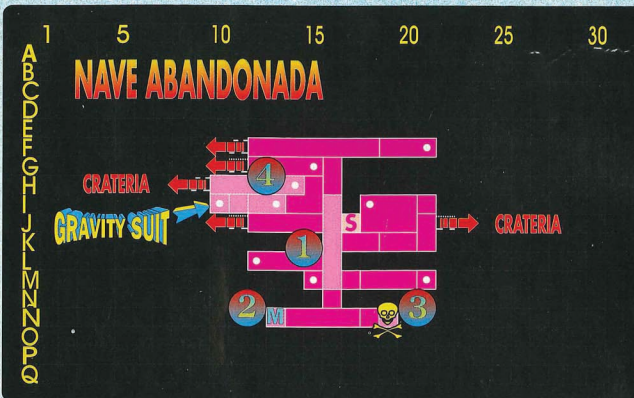 1 5 10 15 20 25 30
A
B
C
D
E
F
G
H
I
J
K
L
M
N
N
O
P
Q
NAVE ABANDONADA
4
CRATERIA
GRAVITY SUIT
S
CRATERIA
1
2
M
3